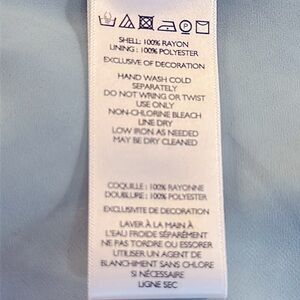 SHELL: 100% RAYON
LINING : 100% POLYESTER
EXCLUSIVE OF DECORATION
HAND WASH COLD
SEPARATELY
DO NOT WRING OR TWIST
USE ONLY
NON-CHLORINE BLEACH
LINE DRY
LOW IRON AS NEEDED
MAY BE DRY CLEANED
COQUILLE : 100% RAYONNE
DOUBLURE : 100% POLYESTER
EXCLUSIVITE DE DECORATION
LAVER À LA MAIN À
L'EAU FROIDE SÉPARÉMENT
NE PAS TORDRE OU ESSORER
UTILISER UN AGENT DE
BLANCHIMENT SANS CHLORE
SI NÉCESSAIRE
LIGNE SEC